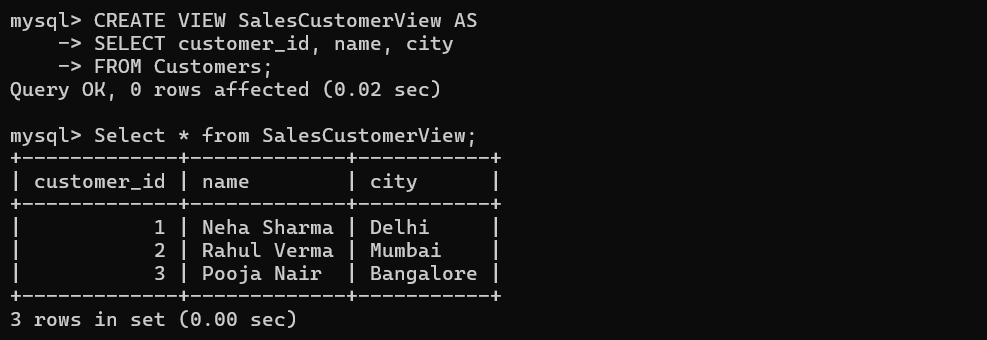 mysql> CREATE VIEW SalesCustomerView AS
    -> SELECT customer_id, name, city
    -> FROM Customers;
Query OK, 0 rows affected (0.02 sec)

mysql> Select * from SalesCustomerView;
+-------------+-------------+-----------+
| customer_id | name        | city      |
+-------------+-------------+-----------+
|           1 | Neha Sharma | Delhi     |
|           2 | Rahul Verma | Mumbai    |
|           3 | Pooja Nair  | Bangalore |
+-------------+-------------+-----------+
3 rows in set (0.00 sec)